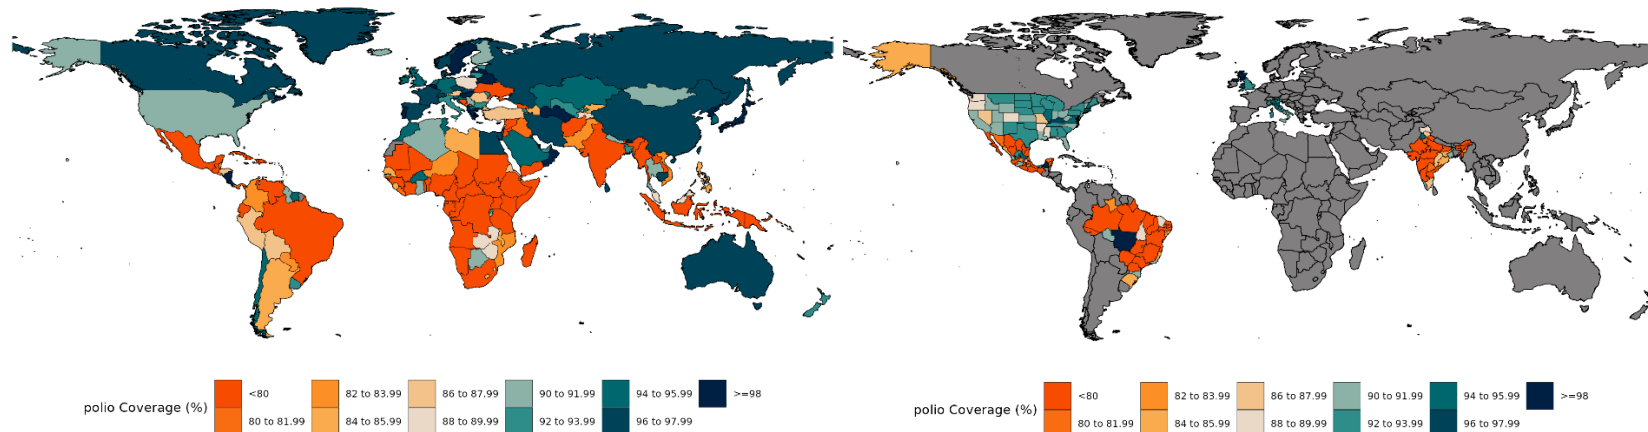 <80 82 to 83.99 86 to 87.99 90 to 91.99 94 to 95.99 >=98
polio Coverage (%)
80 to 81.99 84 to 85.99 88 to 89.99 92 to 93.99 96 to 97.99
<80 82 to 83.99 86 to 87.99 90 to 91.99 94 to 95.99 >=98
polio Coverage (%)
80 to 81.99 84 to 85.99 88 to 89.99 92 to 93.99 96 to 97.99